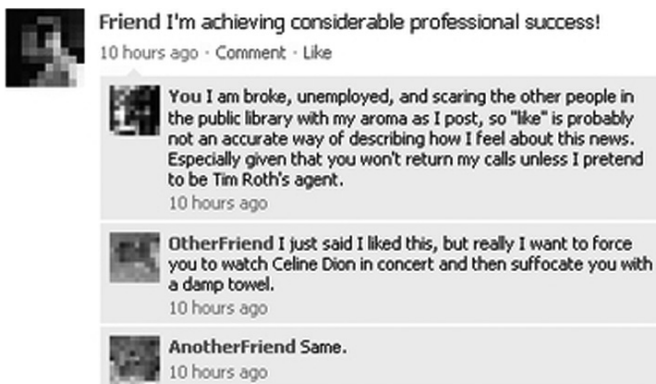 Friend I'm achieving considerable professional success!
10 hours ago · Comment · Like
You I am broke, unemployed, and scaring the other people in
the public library with my aroma as I post, so "like" is probably
not an accurate way of describing how I feel about this news.
Especially given that you won't return my calls unless I pretend
to be Tim Roth's agent.
10 hours ago
OtherFriend I just said I liked this, but really I want to force
you to watch Celine Dion in concert and then suffocate you with
a damp towel.
10 hours ago
AnotherFriend Same.
10 hours ago